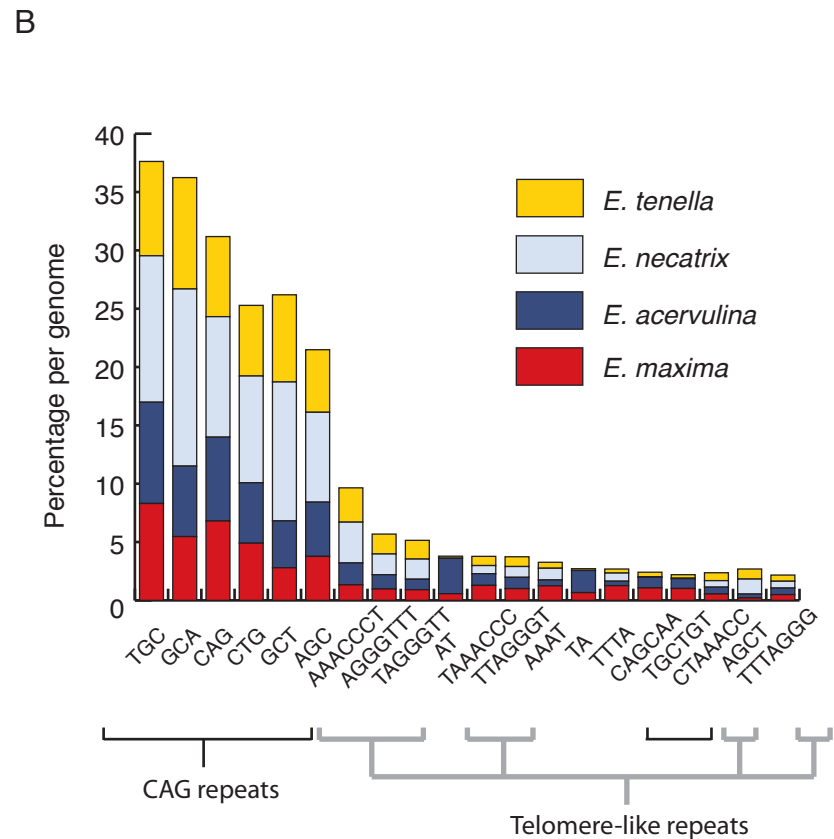 B
40
35
30
25
20
15
10
5
0
Percentage per genome
E. tenella
E. necatrix
E. acervulina
E. maxima
TGC
GCA
CAG
CTG
GCT
AGC
AAACCCT
AGGGTTT
TAGGGTT
AT
TAAACCC
TTAGGGT
AAAT
TA
TTTA
CAGCAA
TGCTGT
CTAAACC
AGCT
TTTAGGG
CAG repeats
Telomere-like repeats